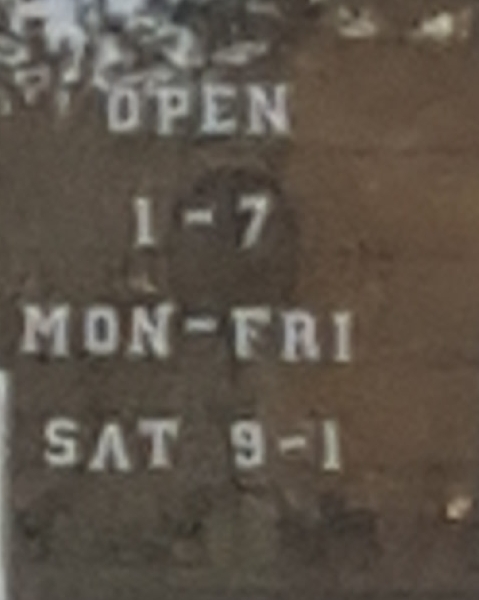 OPEN
1-7
MON-FRI
SAT 9-1